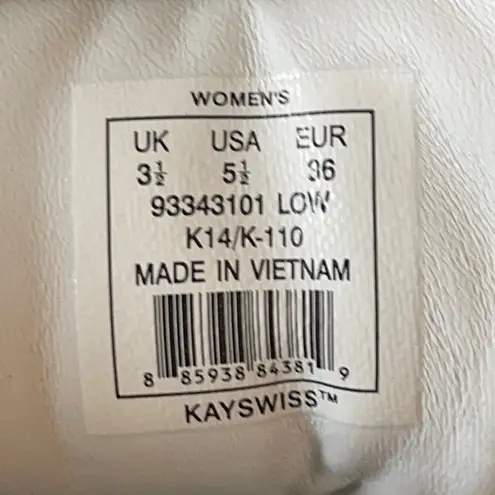 WOMEN'S
UK USA EUR
3½ 5½ 36
93343101 LOW
K14/K-110
MADE IN VIETNAM
8 85938 84381 9
KAYSWISS™